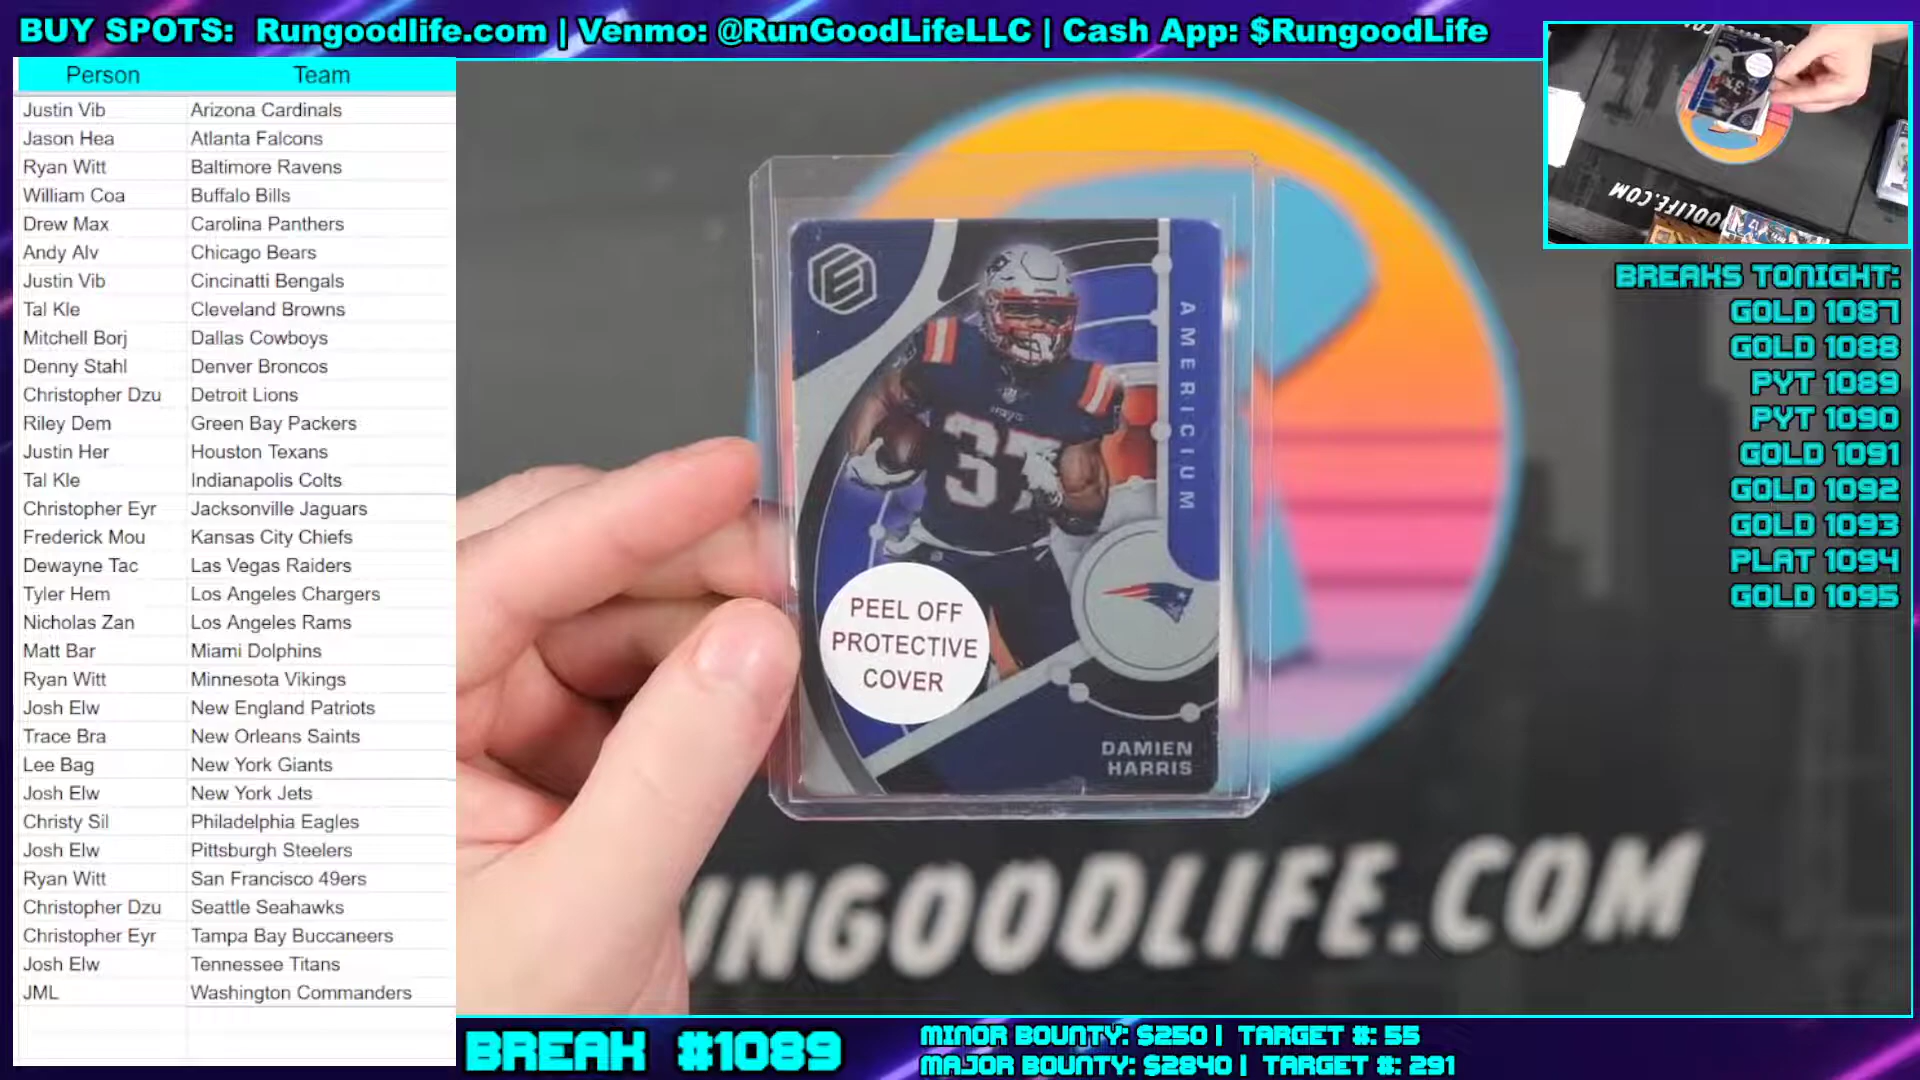 BUY SPOTS: Rungoodlife.com | Venmo: @RunGoodLifeLLC | Cash App: $RungoodLife
Person Team
Justin Vib Arizona Cardinals
Jason Hea Atlanta Falcons
Ryan Witt Baltimore Ravens
William Coa Buffalo Bills
Drew Max Carolina Panthers
Andy Alv Chicago Bears
Justin Vib Cincinatti Bengals
Tal Kle Cleveland Browns
Mitchell Borj Dallas Cowboys
Denny Stahl Denver Broncos
Christopher Dzu Detroit Lions
Riley Dem Green Bay Packers
Justin Her Houston Texans
Tal Kle Indianapolis Colts
Christopher Eyr Jacksonville Jaguars
Frederick Mou Kansas City Chiefs
Dewayne Tac Las Vegas Raiders
Tyler Hem Los Angeles Chargers
Nicholas Zan Los Angeles Rams
Matt Bar Miami Dolphins
Ryan Witt Minnesota Vikings
Josh Elw New England Patriots
Trace Bra New Orleans Saints
Lee Bag New York Giants
Josh Elw New York Jets
Christy Sil Philadelphia Eagles
Josh Elw Pittsburgh Steelers
Ryan Witt San Francisco 49ers
Christopher Dzu Seattle Seahawks
Christopher Eyr Tampa Bay Buccaneers
Josh Elw Tennessee Titans
JML Washington Commanders
AMERICIUM
37
PEEL OFF
PROTECTIVE
COVER
DAMIEN
HARRIS
UNGOODLIFE.COM
BREAKS TONIGHT:
GOLD 1087
GOLD 1088
PYT 1089
PYT 1090
GOLD 1091
GOLD 1092
GOLD 1093
PLAT 1094
GOLD 1095
BREAK #1089
MINOR BOUNTY: $250 | TARGET #: 55
MAJOR BOUNTY: $2840 | TARGET #: 291